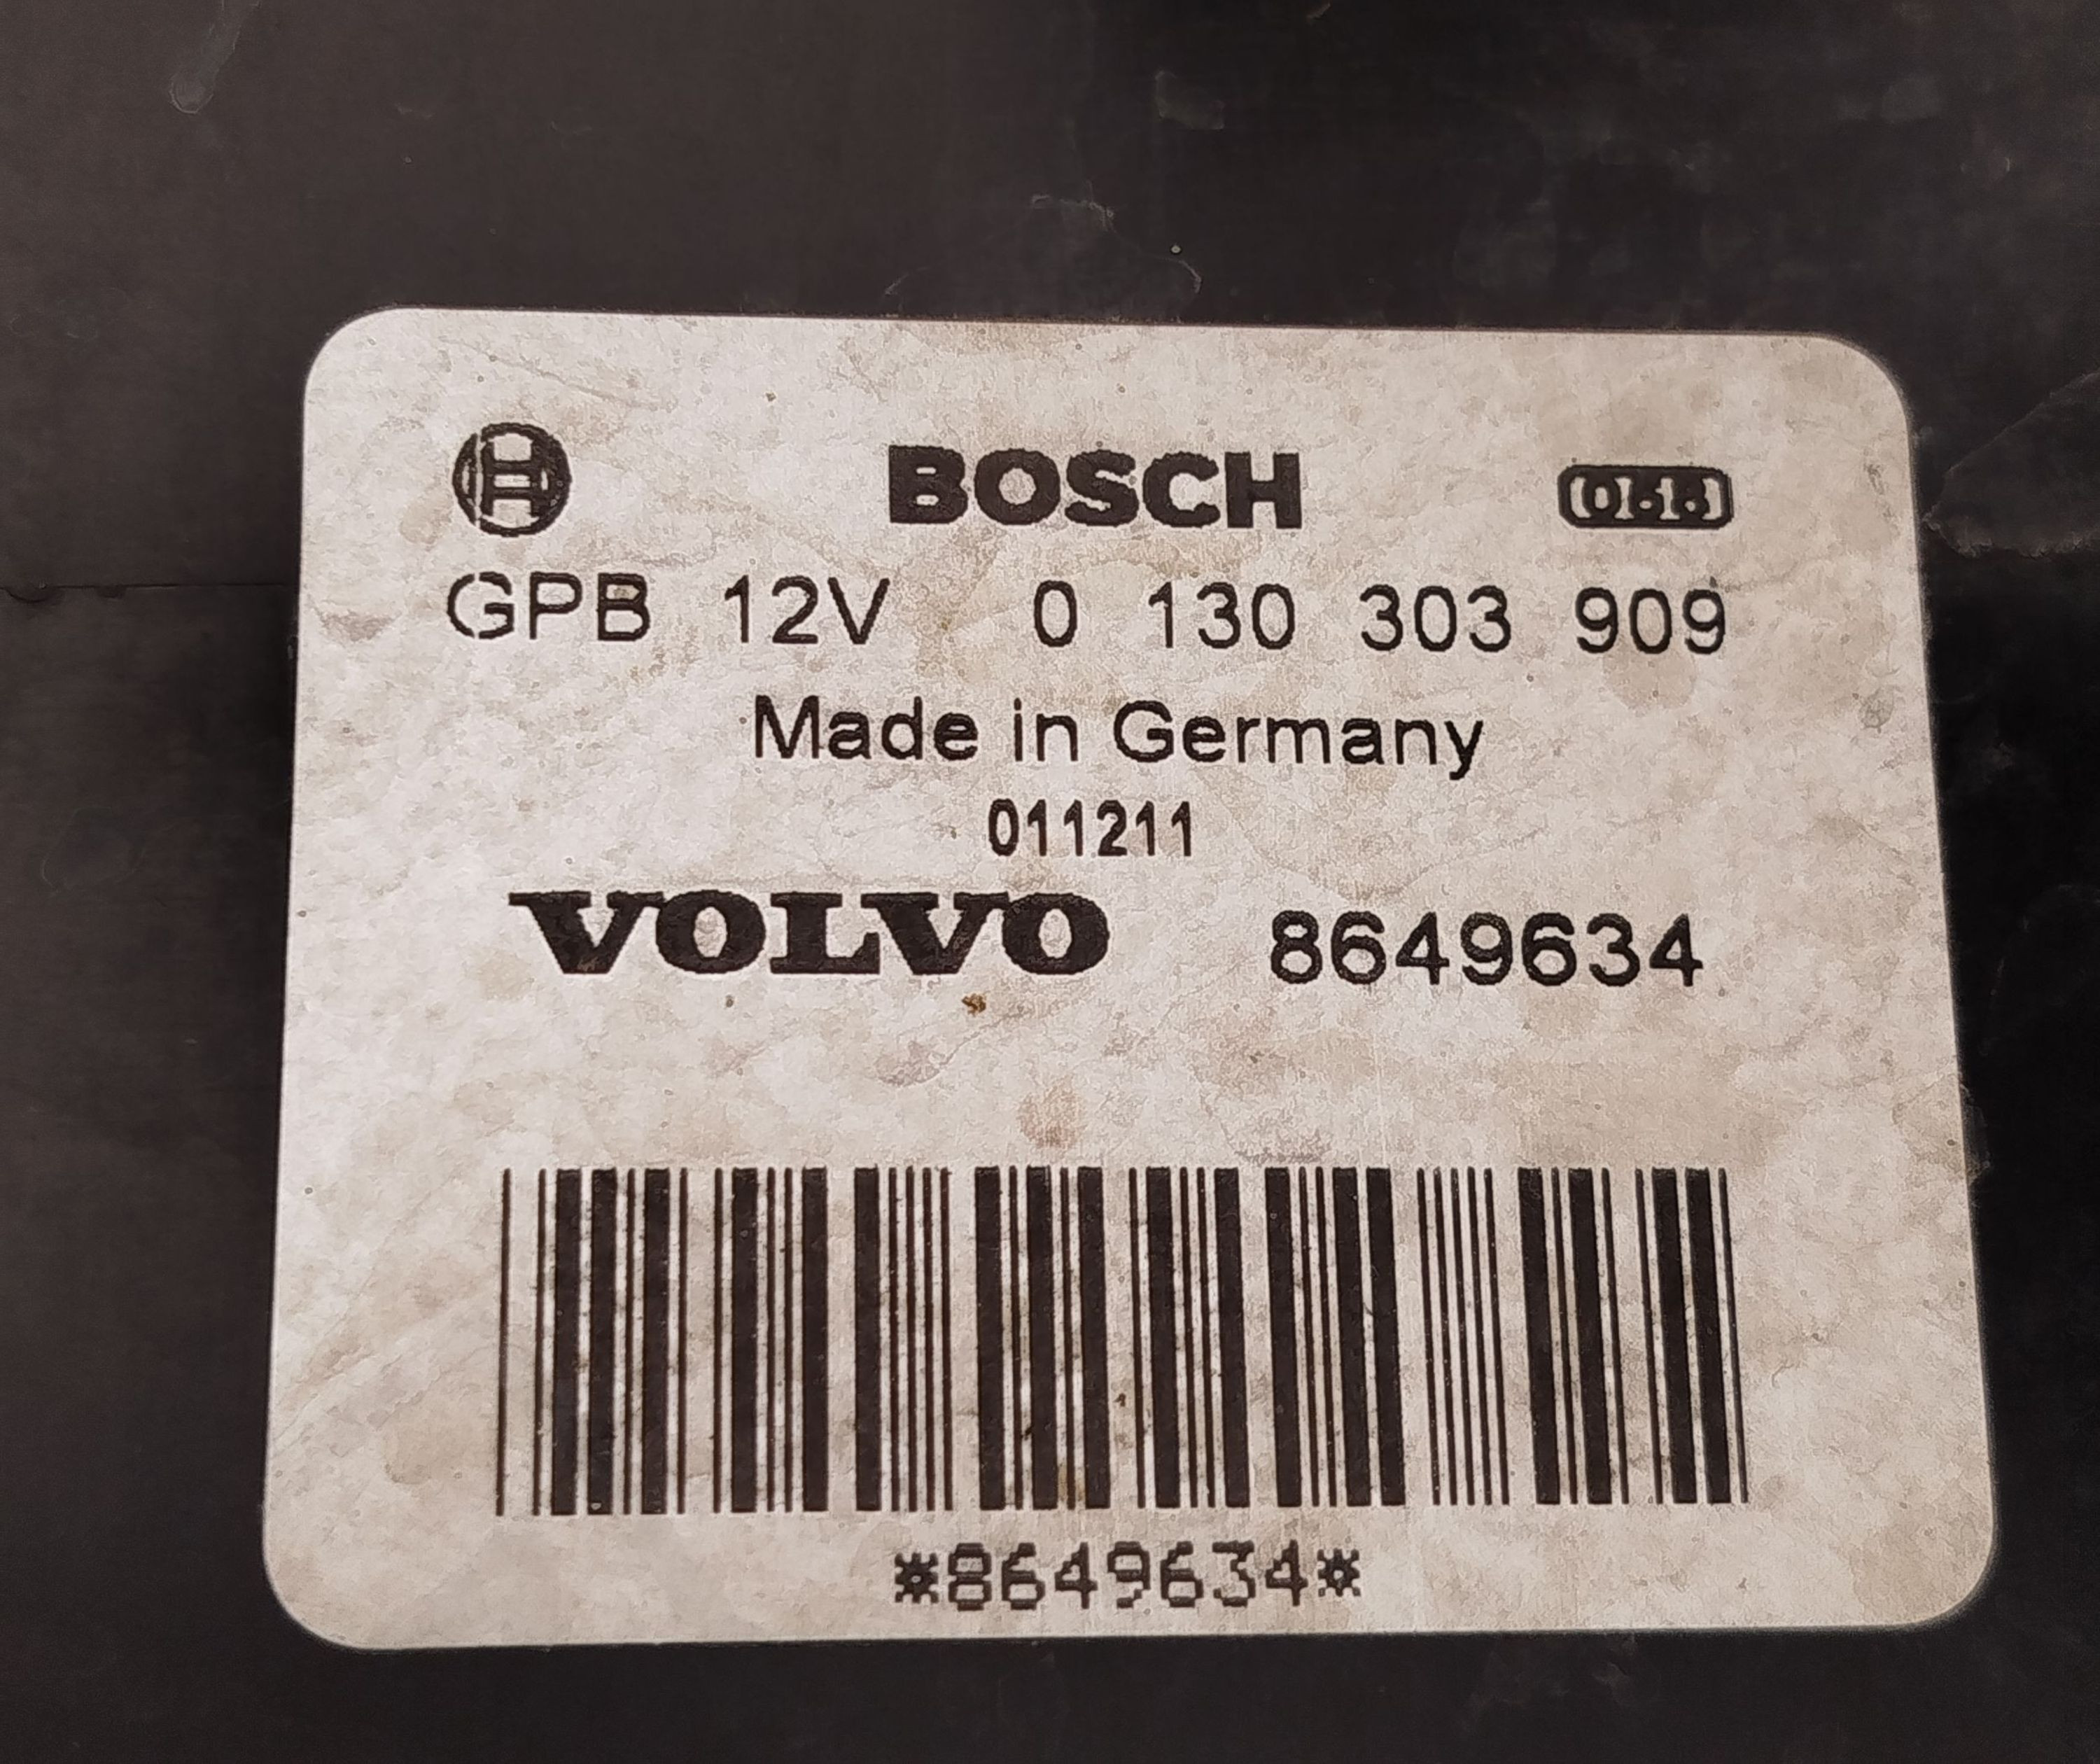 BOSCH
GPB 12V 0 130 303 909
Made in Germany
011211
VOLVO 8649634
*8649634*